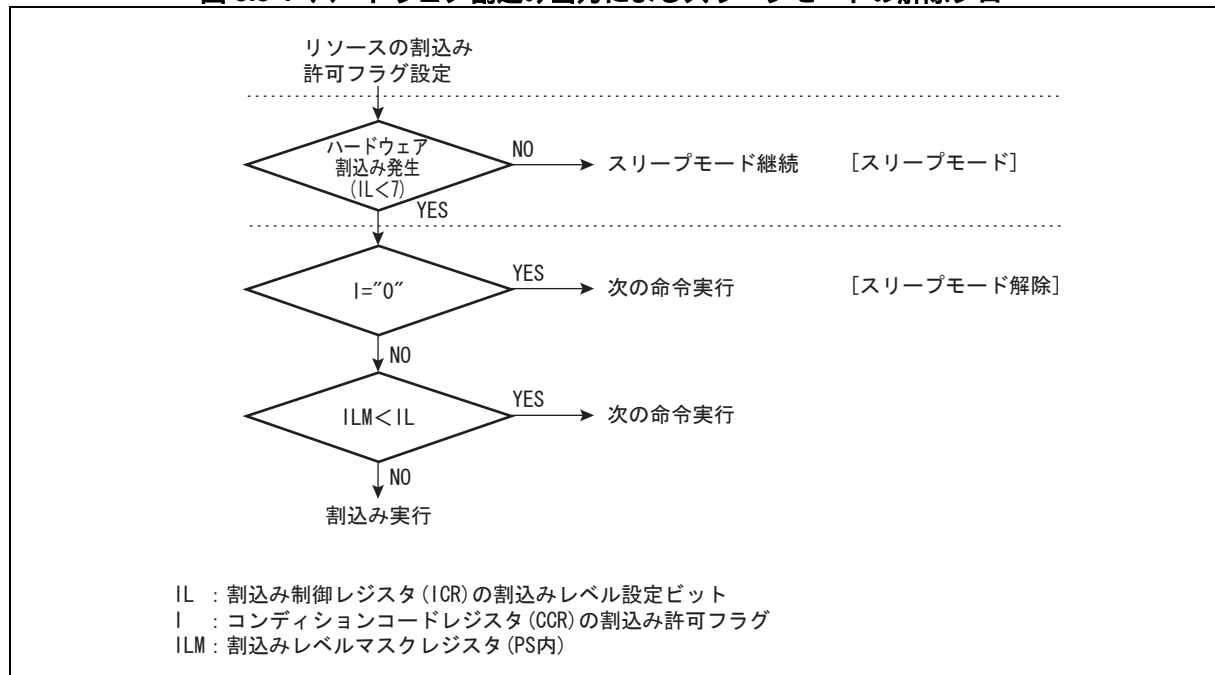 リソースの割込み
許可フラグ設定
ハードウェア
割込み発生
(IL<7)
NO
スリープモード継続
[スリープモード]
YES
I="0"
YES
次の命令実行
[スリープモード解除]
NO
ILM<IL
YES
次の命令実行
NO
割込み実行
IL :割込み制御レジスタ(ICR)の割込みレベル設定ビット
I :コンディションコードレジスタ(CCR)の割込み許可フラグ
ILM:割込みレベルマスクレジスタ(PS内)